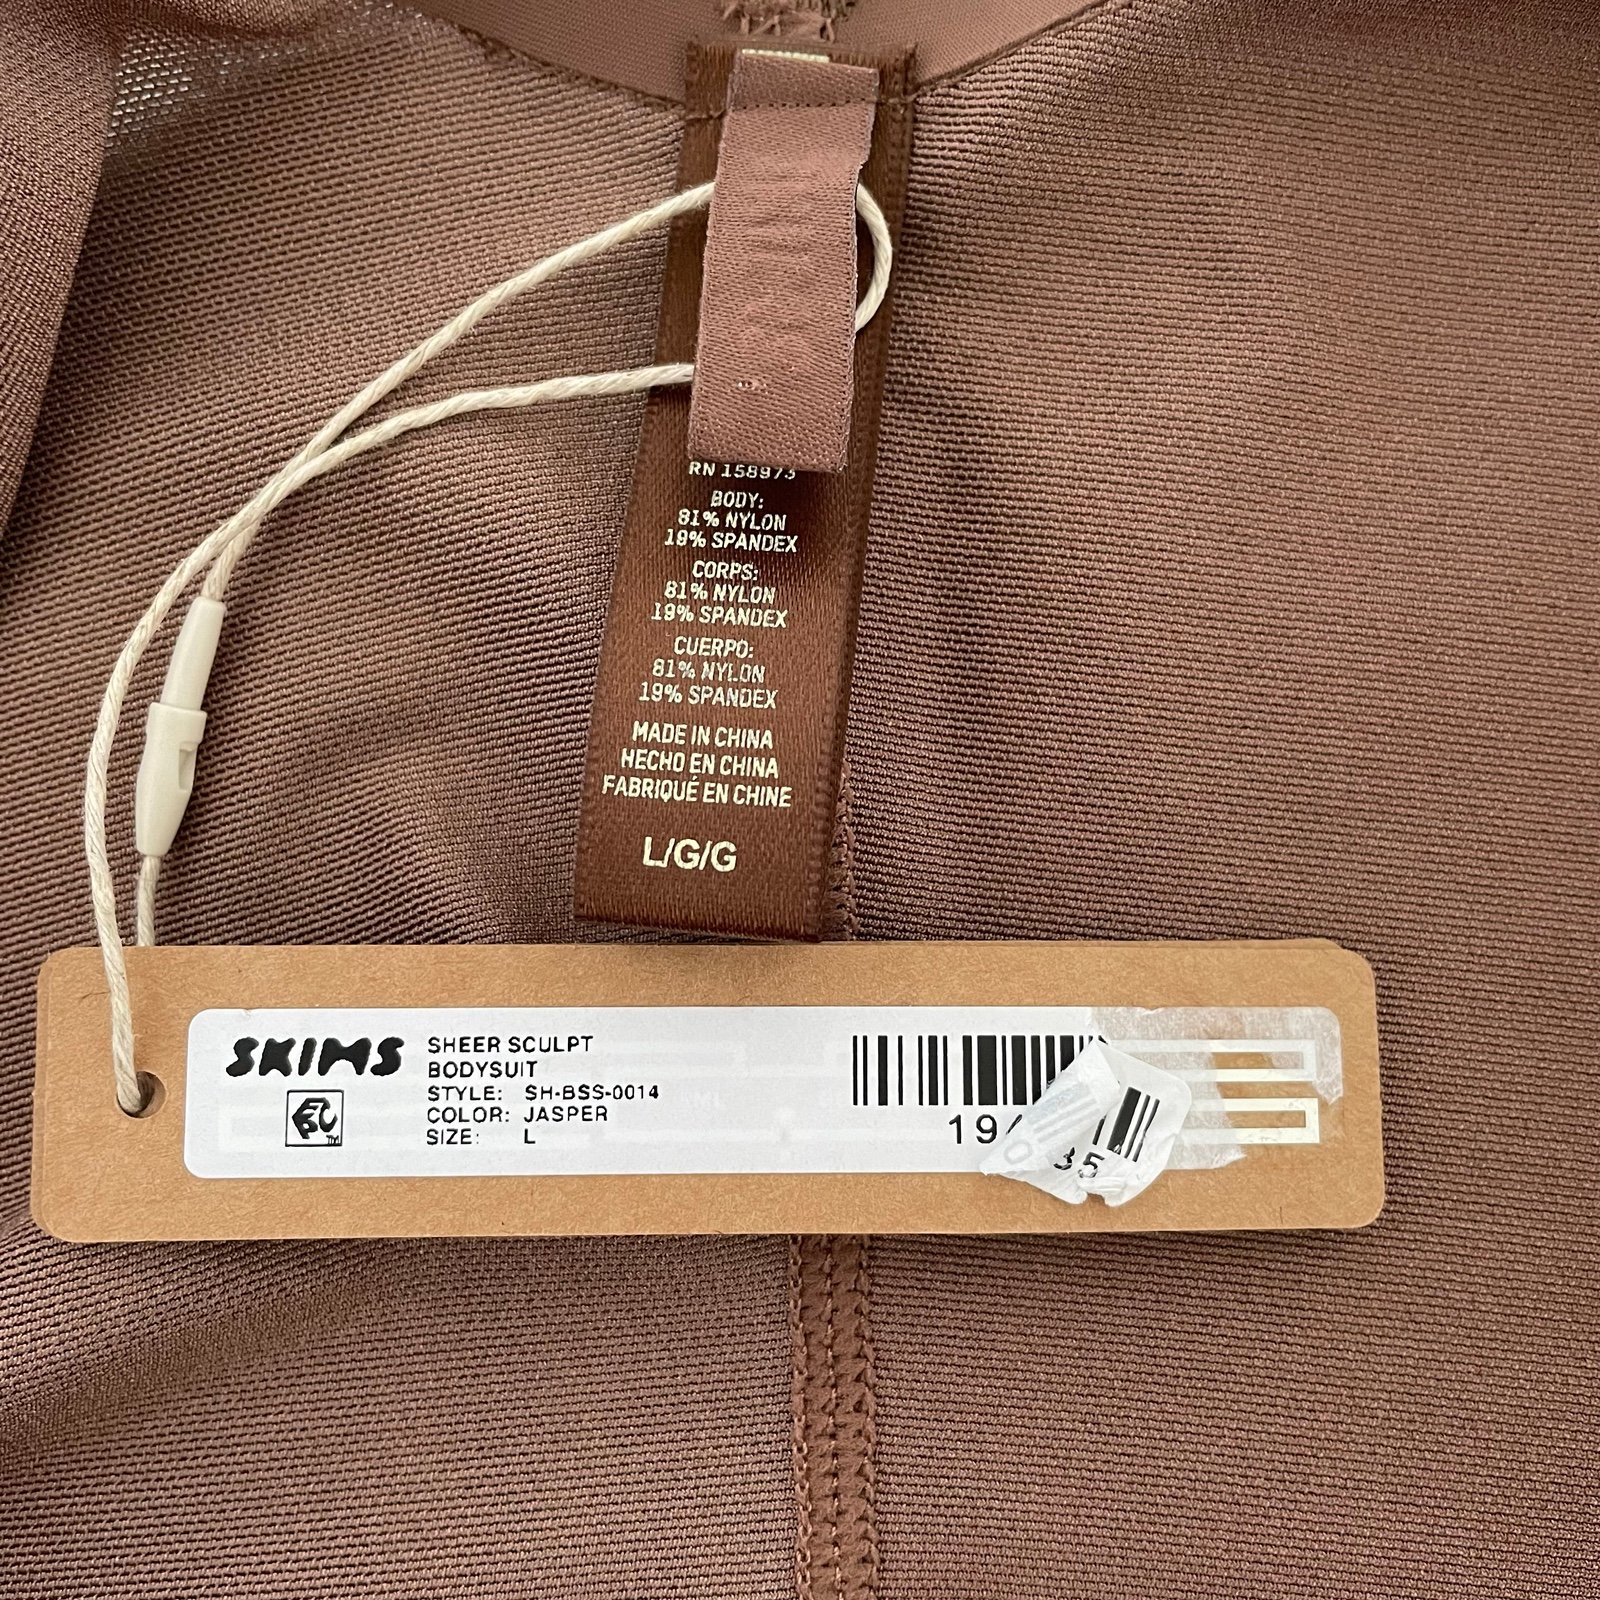 RN 158973
BODY:
81% NYLON
19% SPANDEX
CORPS:
81% NYLON
19% SPANDEX
CUERPO:
81% NYLON
19% SPANDEX
MADE IN CHINA
HECHO EN CHINA
FABRIQUÉ EN CHINE
L/G/G
SKIMS
SHEER SCULPT
BODYSUIT
STYLE: SH-BSS-0014
COLOR: JASPER
SIZE: L